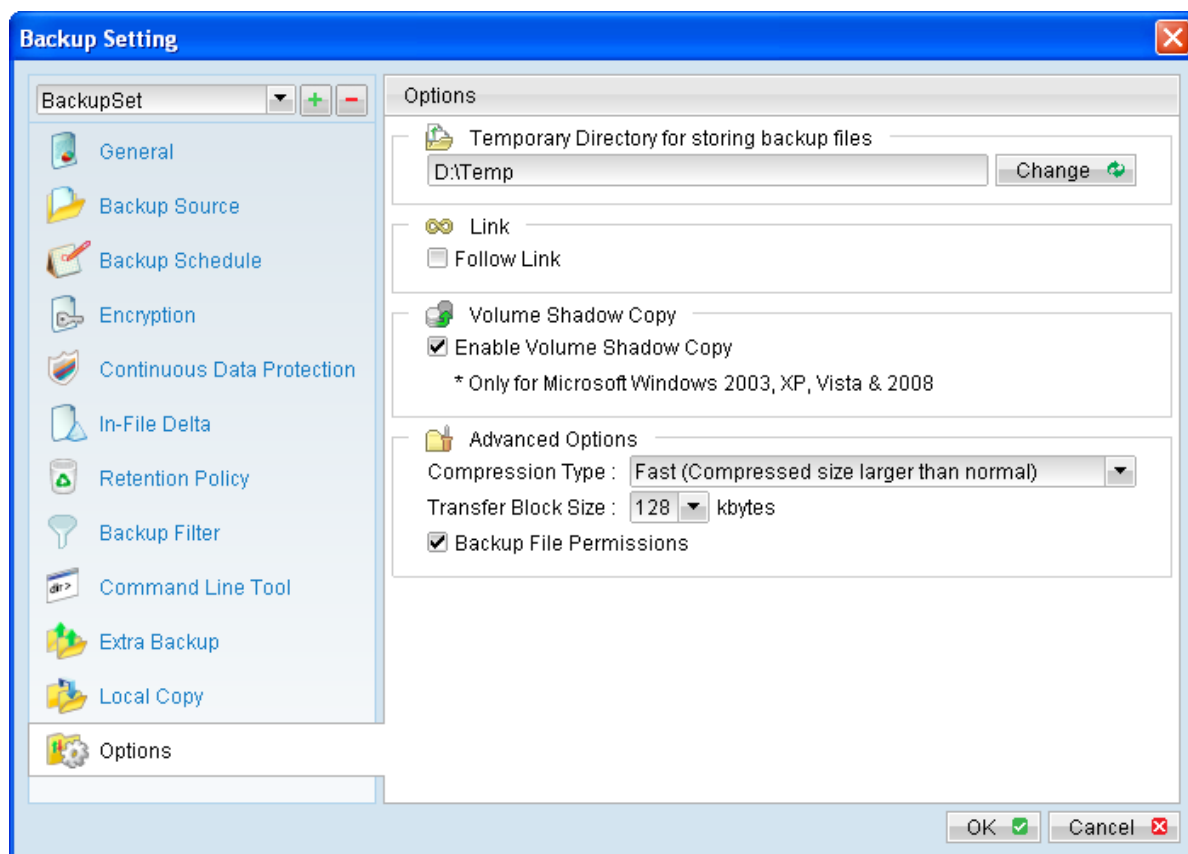 Backup Setting
BackupSet
General
Backup Source
Backup Schedule
Encryption
Continuous Data Protection
In-File Delta
Retention Policy
Backup Filter
dir>
Command Line Tool
Extra Backup
Local Copy
Options
Options
Temporary Directory for storing backup files
D:\Temp
Change
Link
Follow Link
Volume Shadow Copy
Enable Volume Shadow Copy
* Only for Microsoft Windows 2003, XP, Vista & 2008
Advanced Options
Compression Type : Fast (Compressed size larger than normal)
Transfer Block Size : 128 kbytes
Backup File Permissions
OK Cancel